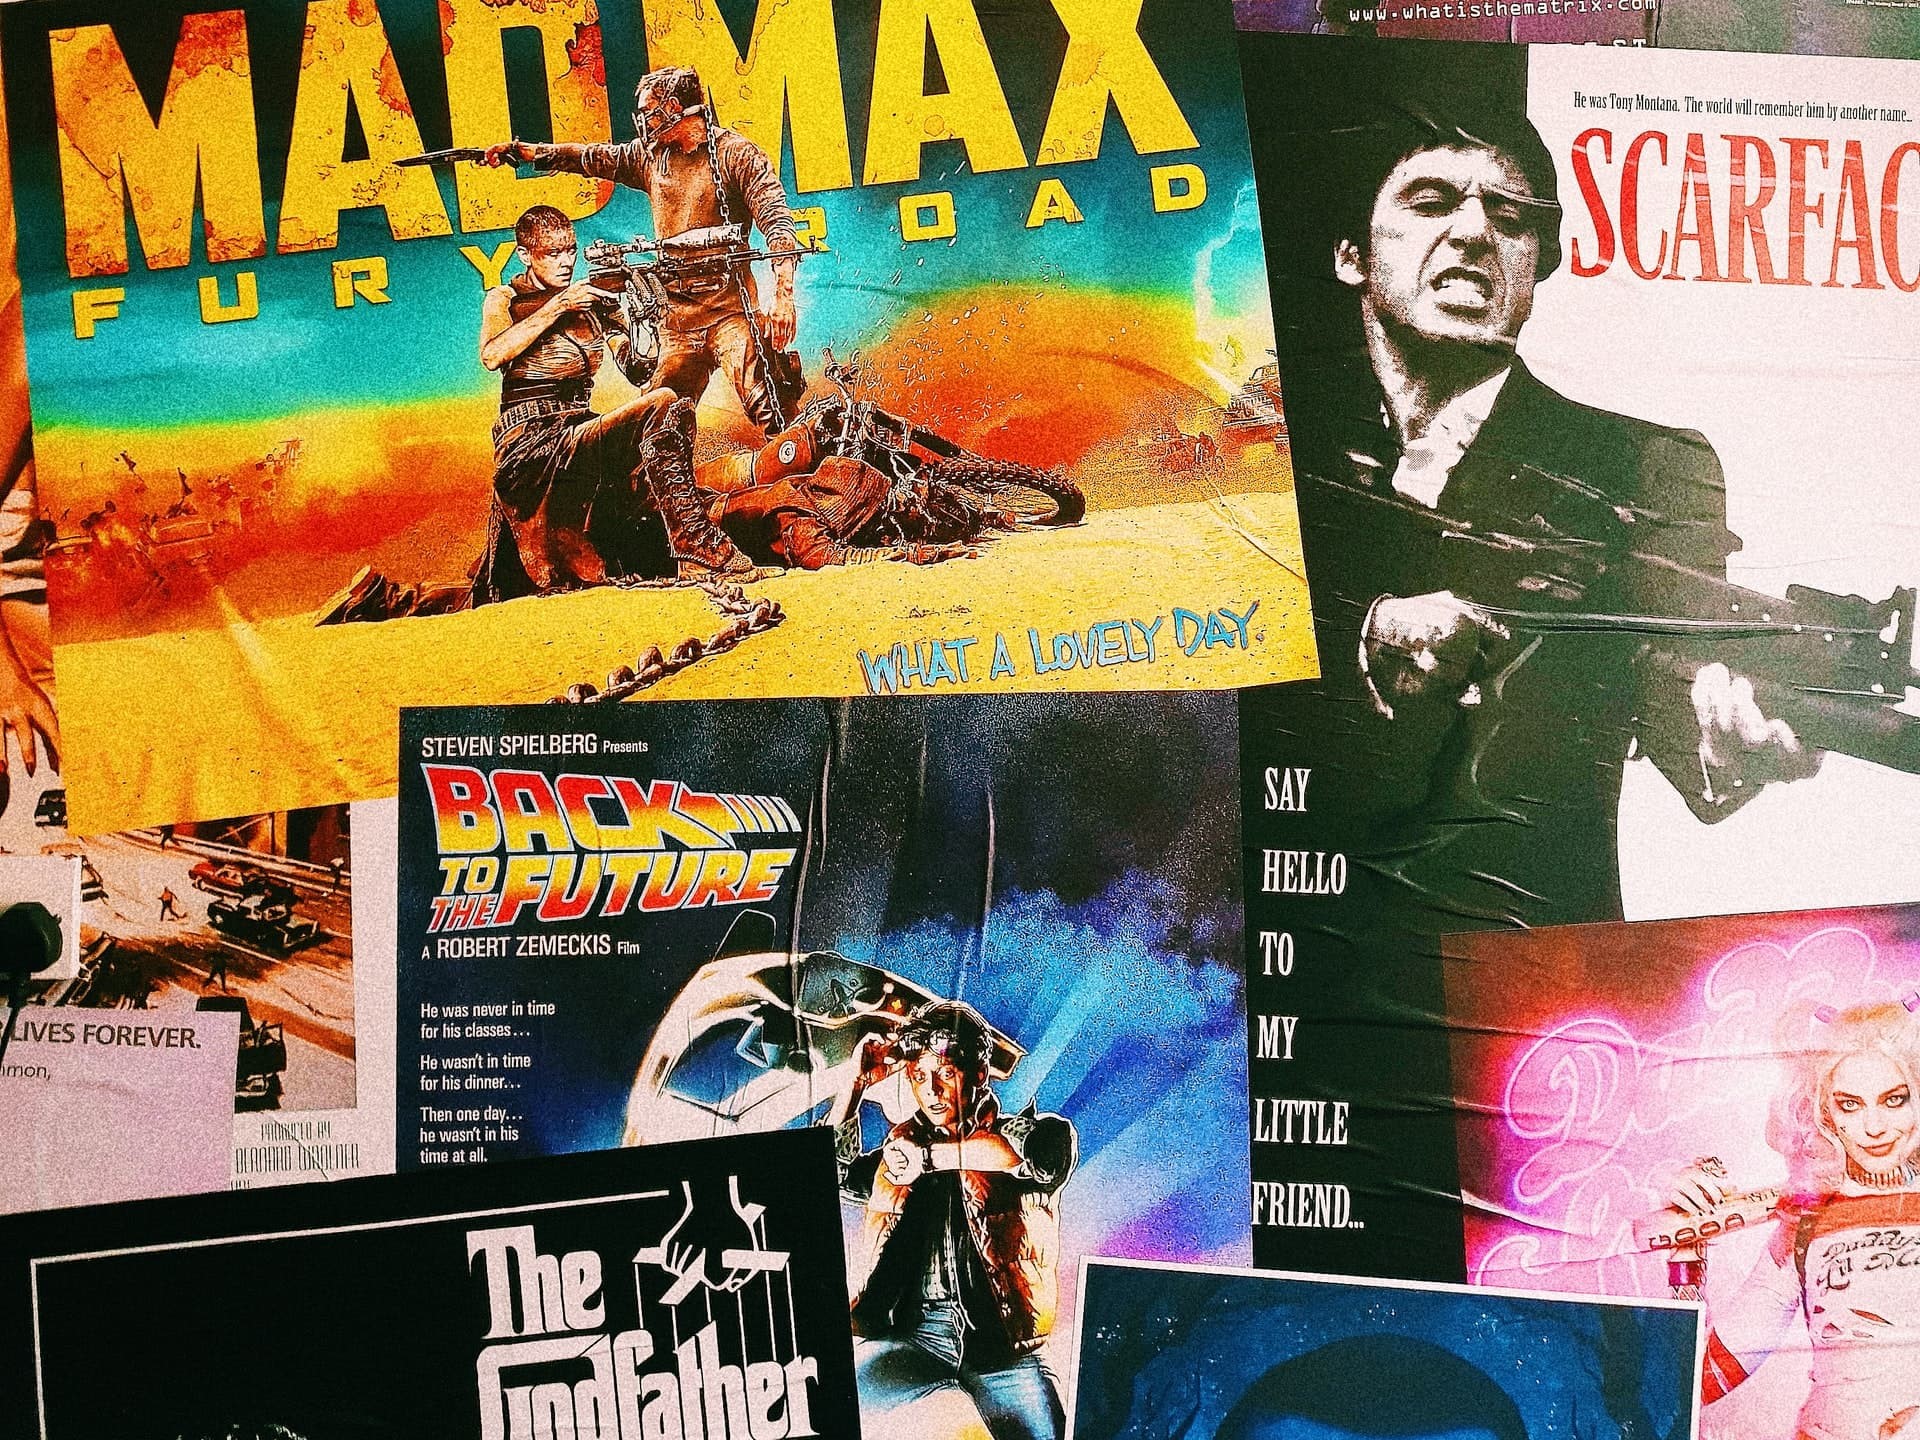 www.whatisthematrix.com
MAD MAX
FURY ROAD
WHAT A LOVELY DAY.
He was Tony Montana. The world will remember him by another name...
SCARFAC
SAY
HELLO
TO
MY
LITTLE
FRIEND...
STEVEN SPIELBERG Presents
BACK
TO THE FUTURE
A ROBERT ZEMECKIS Film
He was never in time
for his classes...
He wasn't in time
for his dinner...
Then one day...
he wasn't in his
time at all.
LIVES FOREVER.
PRODUCED BY
The
Godfather